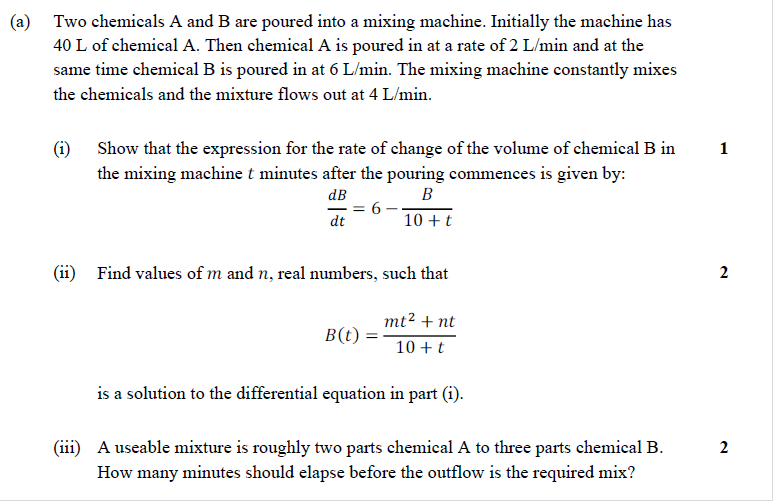 (a) Two chemicals A and B are poured into a mixing machine. Initially the machine has
40 L of chemical A. Then chemical A is poured in at a rate of 2 L/min and at the
same time chemical B is poured in at 6 L/min. The mixing machine constantly mixes
the chemicals and the mixture flows out at 4 L/min.
(i) Show that the expression for the rate of change of the volume of chemical B in 1
the mixing machine t minutes after the pouring commences is given by:
dB/dt = 6 − B/(10 + t)
(ii) Find values of m and n, real numbers, such that 2
B(t) = (mt² + nt)/(10 + t)
is a solution to the differential equation in part (i).
(iii) A useable mixture is roughly two parts chemical A to three parts chemical B. 2
How many minutes should elapse before the outflow is the required mix?